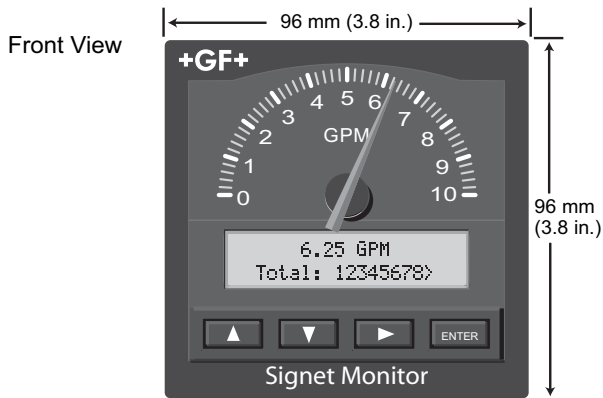 Front View
96 mm (3.8 in.)
+GF+
0 1 2 3 4 5 6 7 8 9 10
GPM
6.25 GPM
Total: 12345678>
ENTER
Signet Monitor
96 mm
(3.8 in.)